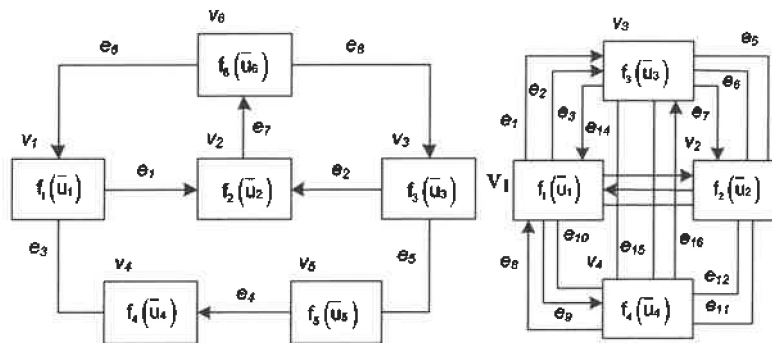 v₆
e₆ f₆(ū₆) e₈
e₇
v₁ v₂ v₃
f₁(ū₁) e₁ f₂(ū₂) e₂ f₃(ū₃)
e₃ e₅
v₄ v₅
f₄(ū₄) e₄ f₅(ū₅)
v₃
f₃(ū₃) e₅
e₂ e₆
e₁ e₃ e₁₄ e₇
v₂
V₁ f₁(ū₁) f₂(ū₂)
e₁₀ e₁₆
e₈ v₄ e₁₅ e₁₂
e₉ f₄(ū₄) e₁₁